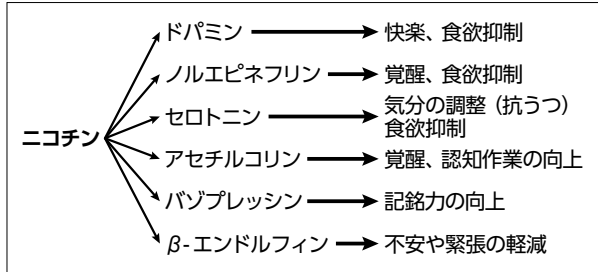 ドパミン
快楽、食欲抑制
ノルエピネフリン
覚醒、食欲抑制
セロトニン
気分の調整（抗うつ）
食欲抑制
ニコチン
アセチルコリン
覚醒、認知作業の向上
バゾプレッシン
記銘力の向上
β-エンドルフィン
不安や緊張の軽減